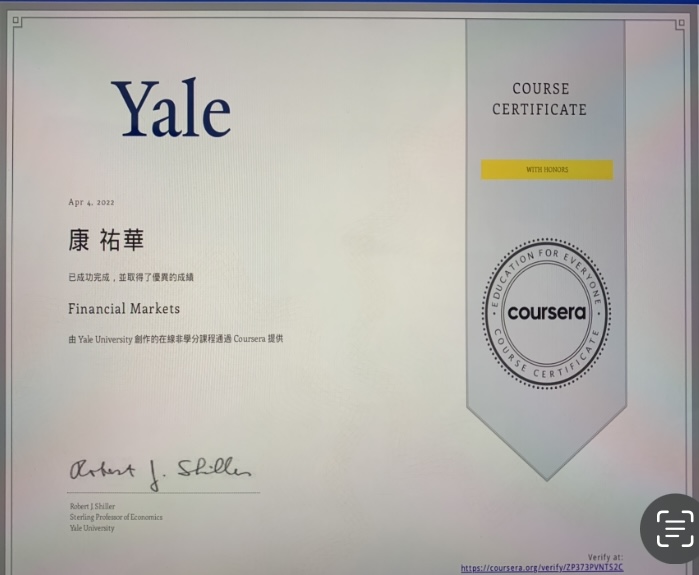 Yale
COURSE
CERTIFICATE
WITH HONORS
Apr 4, 2022
康 祐華
已成功完成，並取得了優異的成績
Financial Markets
由 Yale University 創作的在線非學分課程通過 Coursera 提供
EDUCATION FOR EVERYONE
coursera
COURSE CERTIFICATE
Robert J. Shiller
Robert J Shiller
Sterling Professor of Economics
Yale University
Verify at:
https://coursera.org/verify/ZP373PVNTS2C